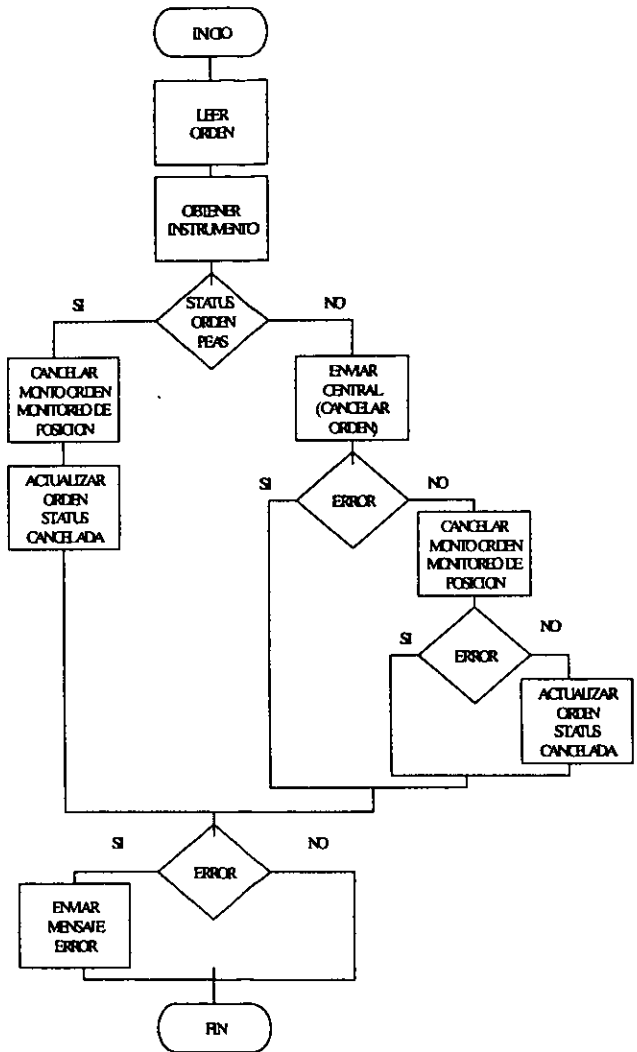 INICIO
LEER
ORDEN
OBTENER
INSTRUMENTO
SI
STATUS
ORDEN
PEAS
NO
CANCELAR
MONTO ORDEN
MONITOREO DE
POSICION
ENVIAR
CENTRAL
(CANCELAR
ORDEN)
ACTUALIZAR
ORDEN
STATUS
CANCELADA
SI
ERROR
NO
CANCELAR
MONTO ORDEN
MONITOREO DE
POSICION
SI
ERROR
NO
ACTUALIZAR
ORDEN
STATUS
CANCELADA
SI
ERROR
NO
ENVIAR
MENSAJE
ERROR
FIN